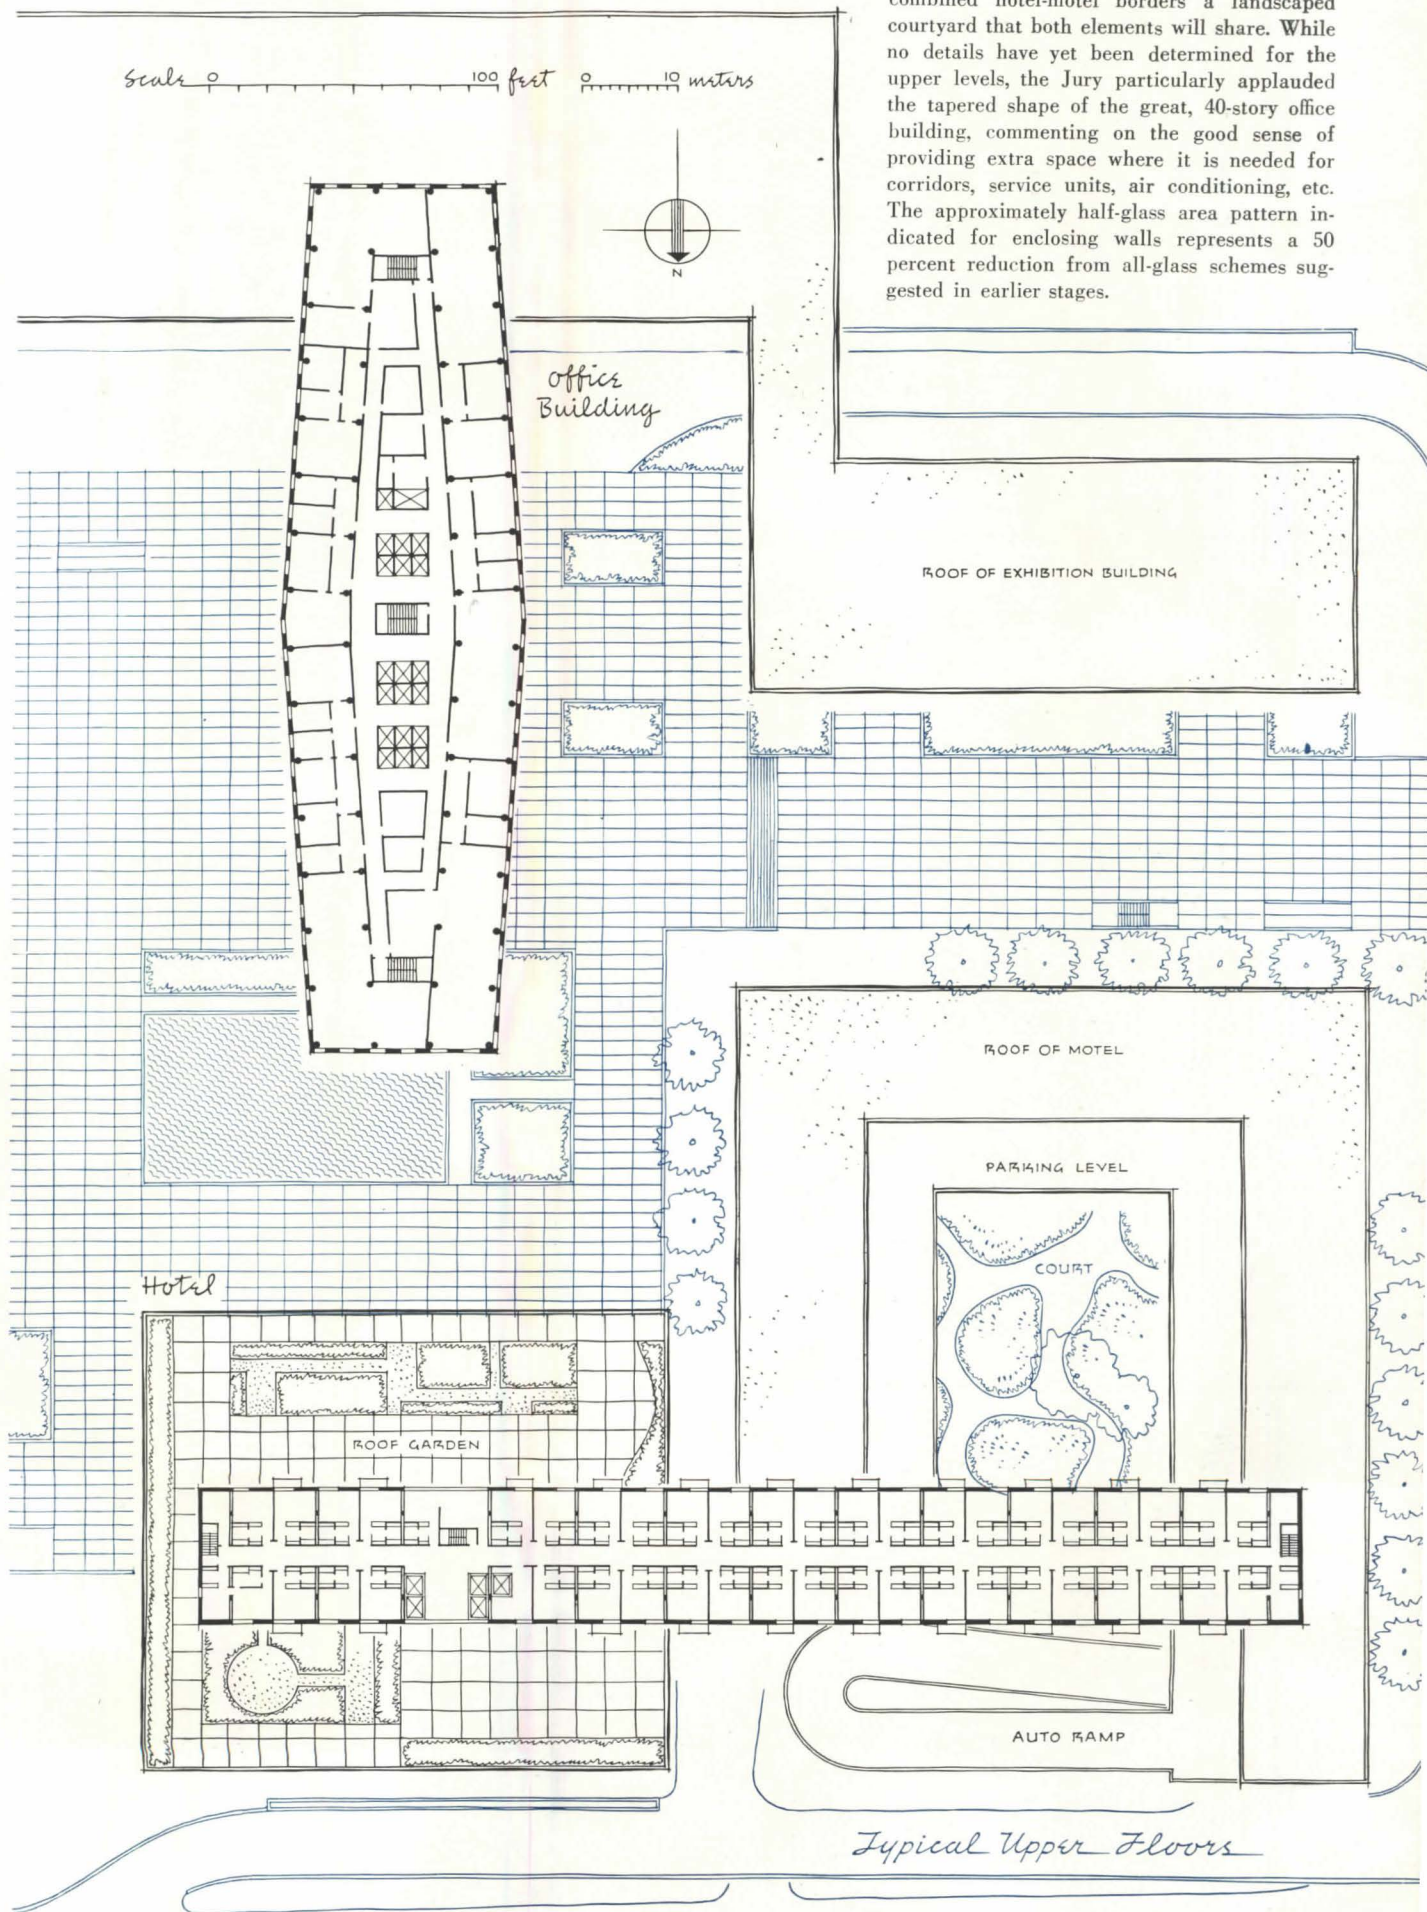 combined hotel-motel borders a landscaped
courtyard that both elements will share. While
no details have yet been determined for the
upper levels, the Jury particularly applauded
the tapered shape of the great, 40-story office
building, commenting on the good sense of
providing extra space where it is needed for
corridors, service units, air conditioning, etc.
The approximately half-glass area pattern in-
dicated for enclosing walls represents a 50
percent reduction from all-glass schemes sug-
gested in earlier stages.
Scale 0 100 feet 0 10 meters
N
Office
Building
ROOF OF EXHIBITION BUILDING
ROOF OF MOTEL
PARKING LEVEL
COURT
Hotel
ROOF GARDEN
AUTO RAMP
Typical Upper Floors